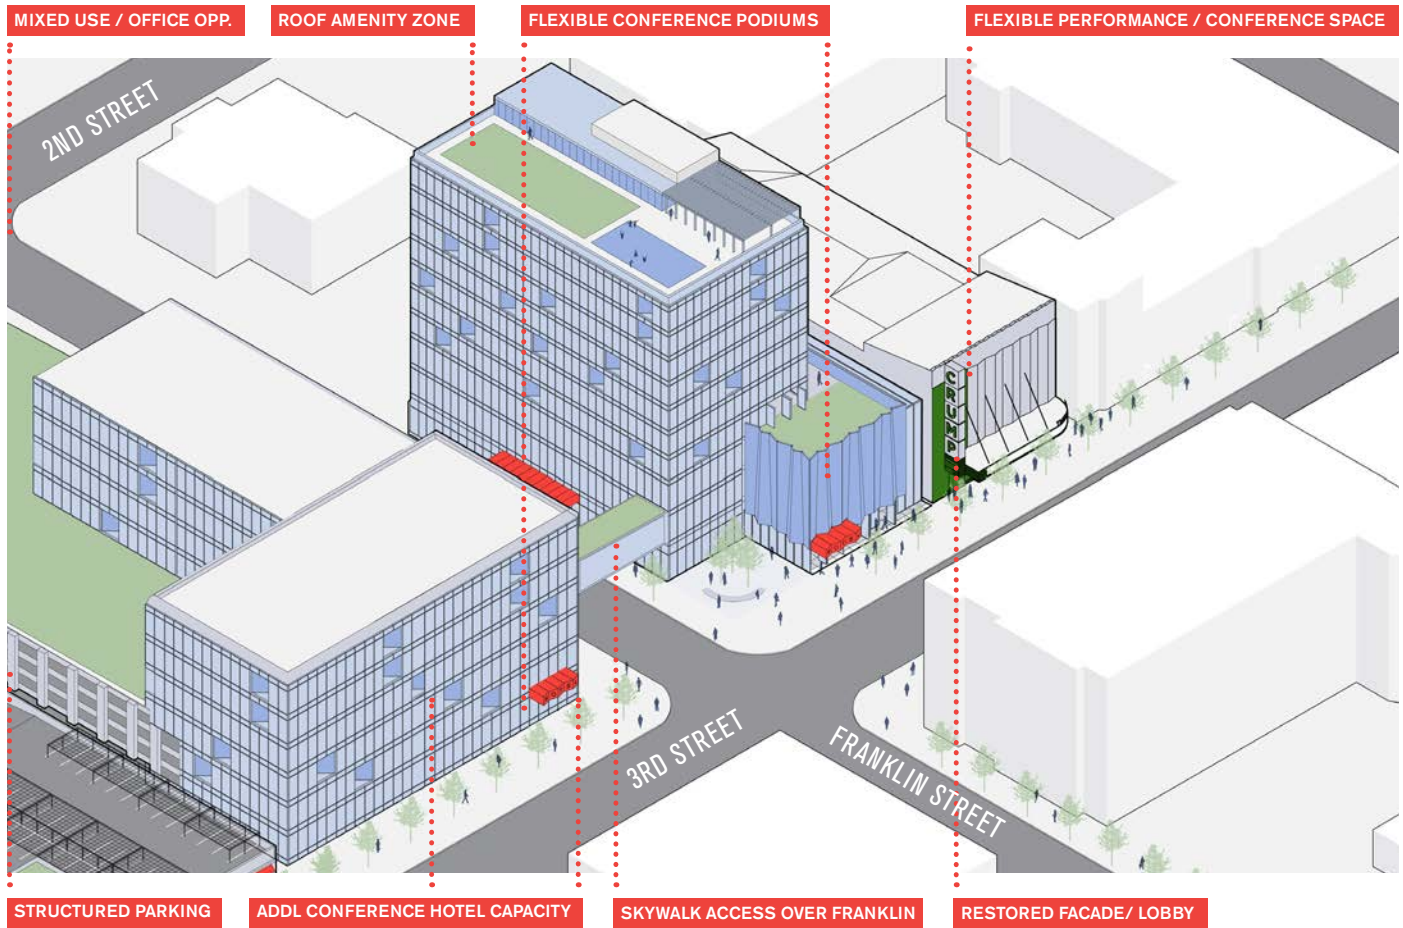 MIXED USE / OFFICE OPP.
ROOF AMENITY ZONE
FLEXIBLE CONFERENCE PODIUMS
FLEXIBLE PERFORMANCE / CONFERENCE SPACE
2ND STREET
CRUMP
3RD STREET
FRANKLIN STREET
STRUCTURED PARKING
ADDL CONFERENCE HOTEL CAPACITY
SKYWALK ACCESS OVER FRANKLIN
RESTORED FACADE/ LOBBY